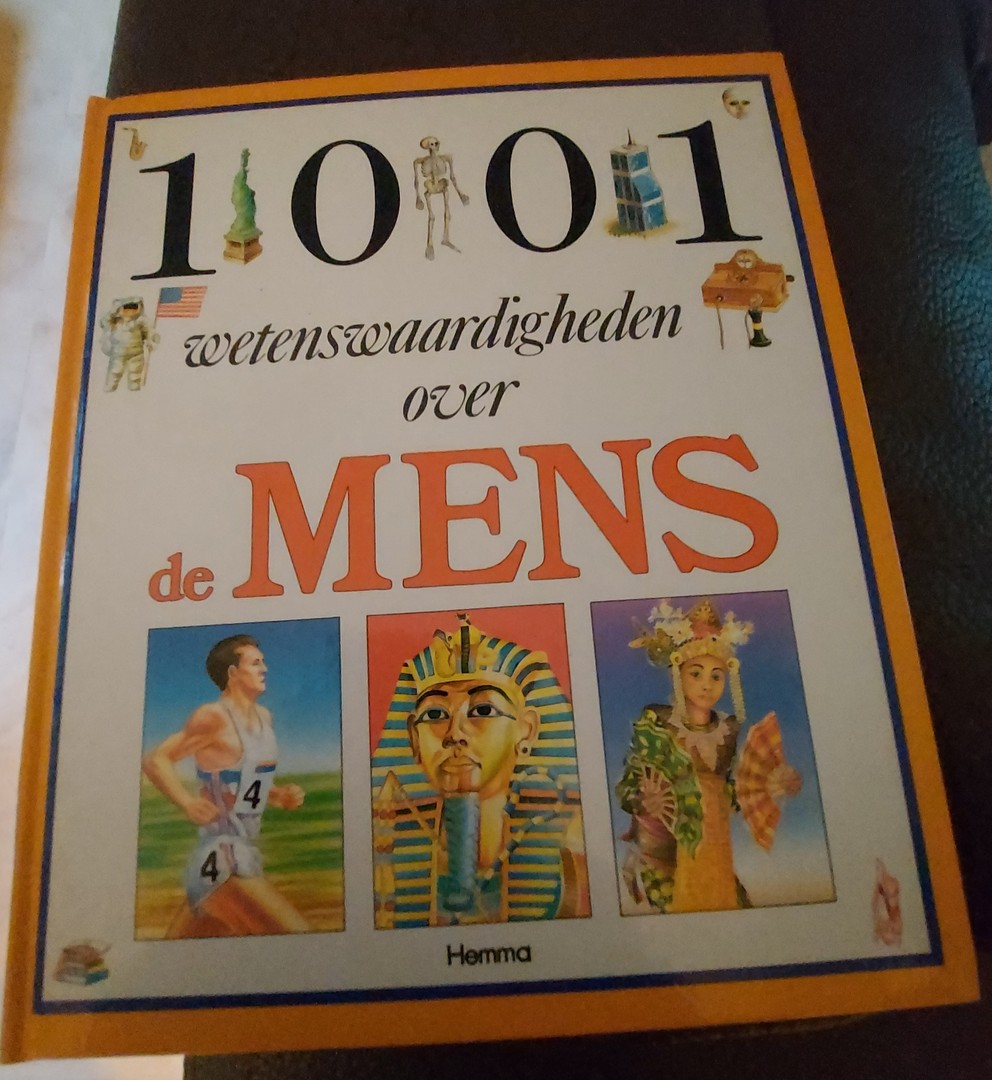 1001
wetenswaardigheden
over
de MENS
4
4
Hemma